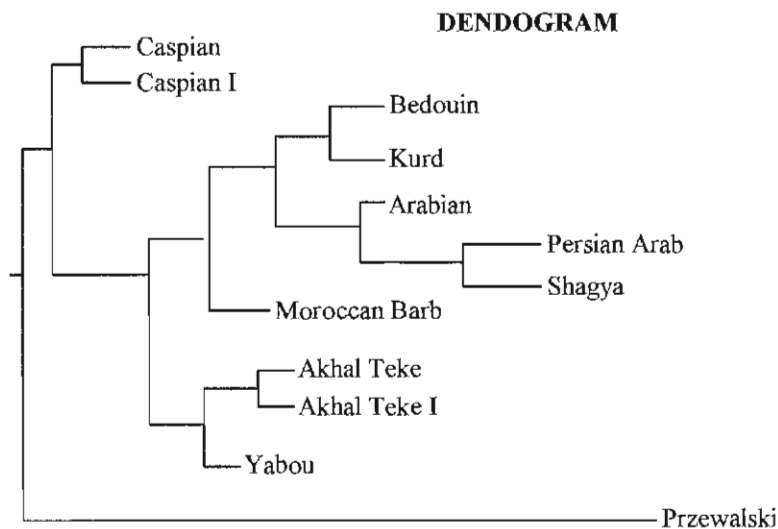 DENDOGRAM
Caspian
Caspian I
Bedouin
Kurd
Arabian
Persian Arab
Shagya
Moroccan Barb
Akhal Teke
Akhal Teke I
Yabou
Przewalski